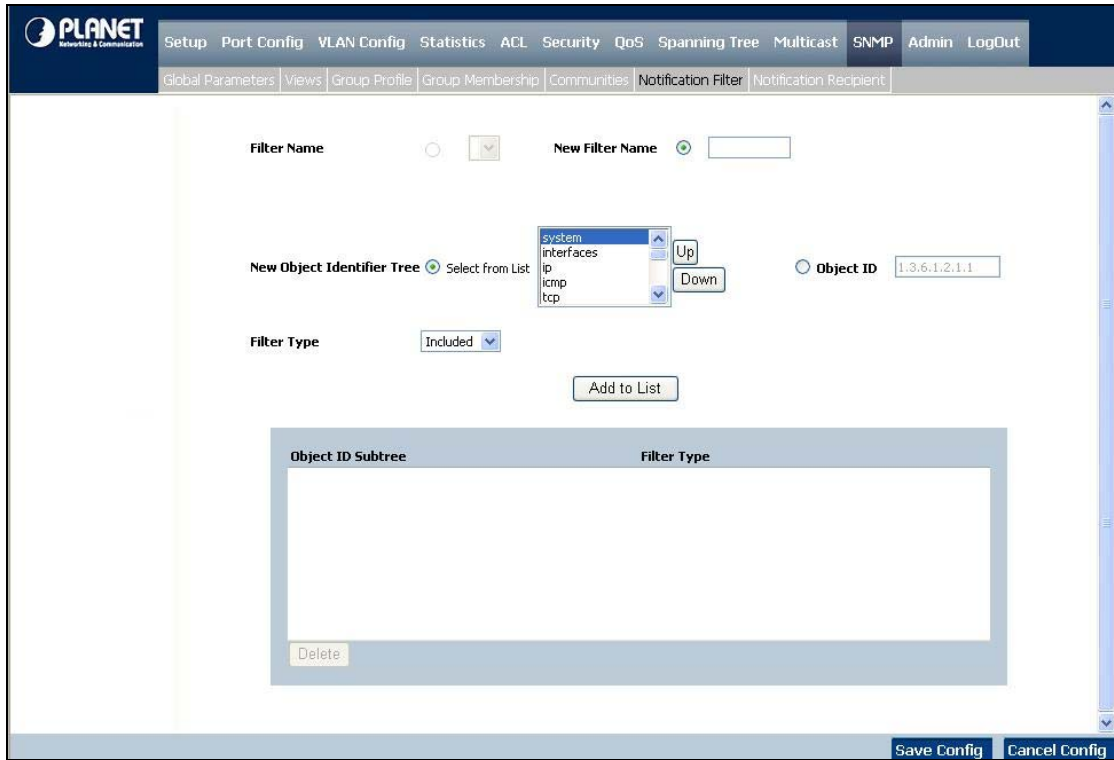 PLANET
Networking & Communication
Setup Port Config VLAN Config Statistics ACL Security QoS Spanning Tree Multicast SNMP Admin LogOut
Global Parameters Views Group Profile Group Membership Communities Notification Filter Notification Recipient
Filter Name New Filter Name
New Object Identifier Tree Select from List
system
interfaces
ip
icmp
tcp
Up
Down
Object ID 1.3.6.1.2.1.1
Filter Type Included
Add to List
Object ID Subtree Filter Type
Delete
Save Config Cancel Config